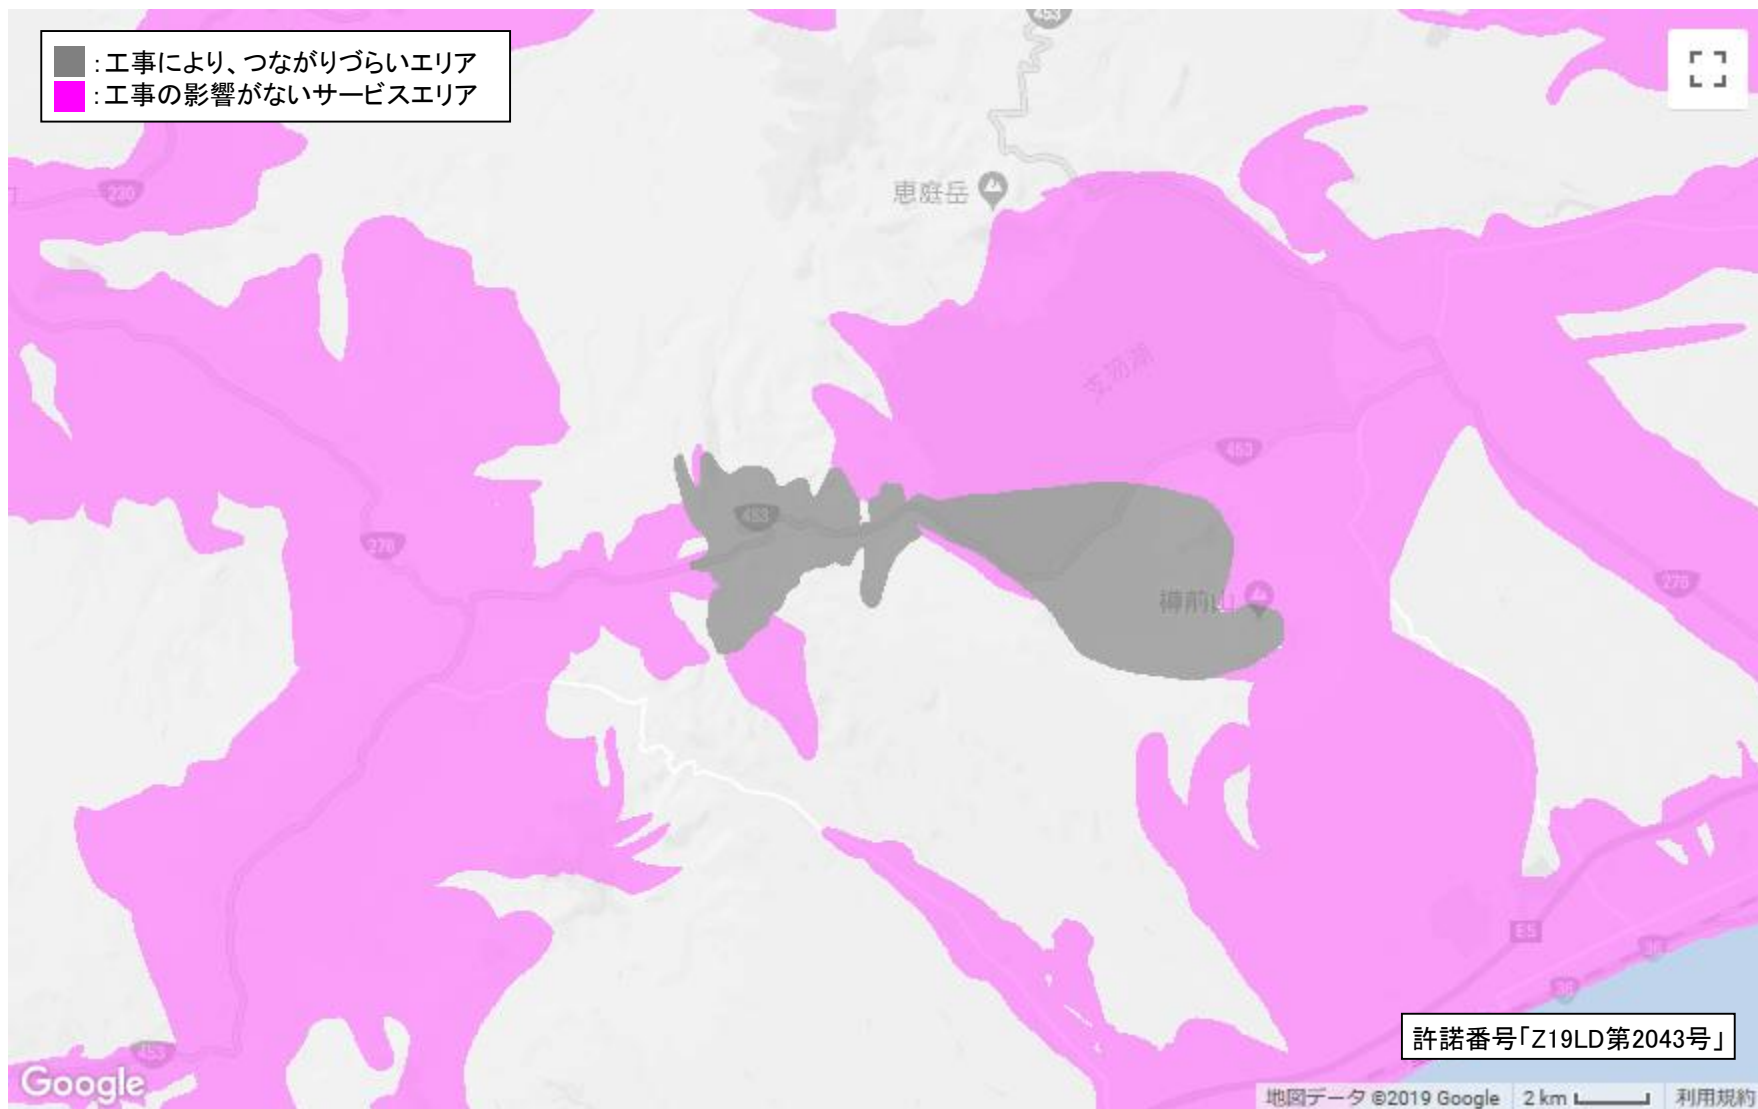 ：工事により、つながりづらいエリア
：工事の影響がないサービスエリア
453
230
恵庭岳
支笏湖
453
453
276
276
樽前山
E5
36
36
453
許諾番号「Z19LD第2043号」
Google
地図データ ©2019 Google 2 km 利用規約